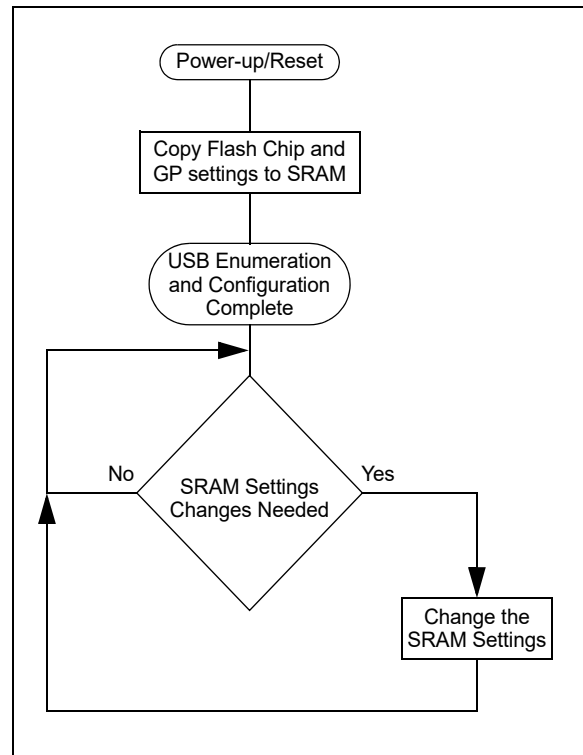 Power-up/Reset
Copy Flash Chip and
GP settings to SRAM
USB Enumeration
and Configuration
Complete
No
SRAM Settings
Changes Needed
Yes
Change the
SRAM Settings